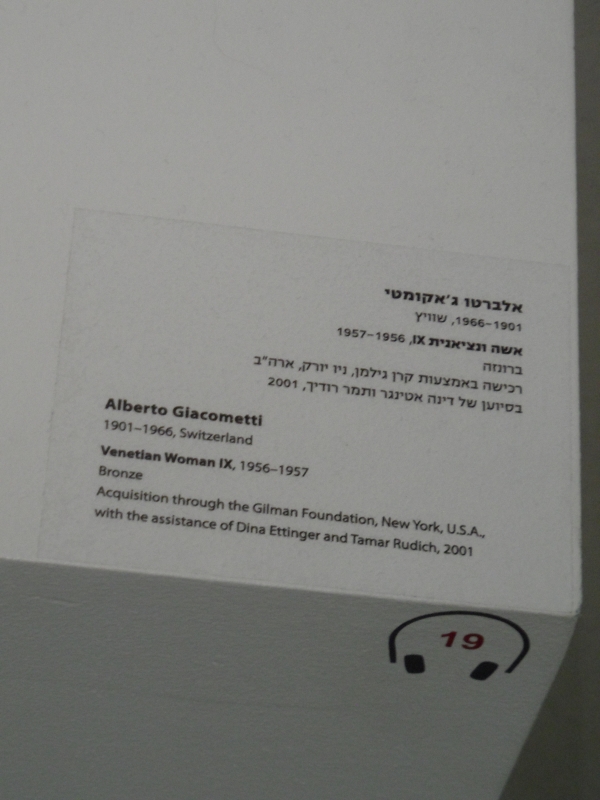 אלברטו ג'אקומטי
1966-1901, שוויץ
אשה ונציאנית IX, 1957-1956
ברונזה
רכישה באמצעות קרן גילמן, ניו יורק, ארה"ב
בסיוען של דינה אטינגר ותמר רודיך, 2001
Alberto Giacometti
1901–1966, Switzerland
Venetian Woman IX, 1956–1957
Bronze
Acquisition through the Gilman Foundation, New York, U.S.A.,
with the assistance of Dina Ettinger and Tamar Rudich, 2001
19